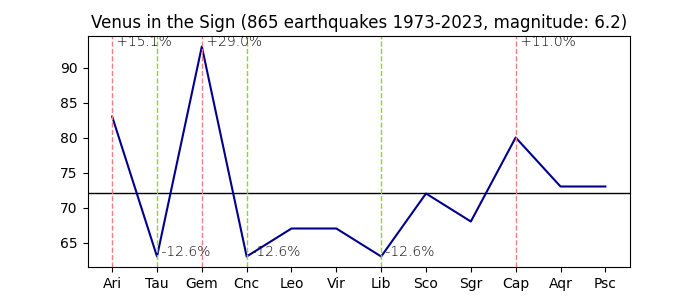 Venus in the Sign (865 earthquakes 1973-2023, magnitude: 6.2)
+15.1% +29.0% +11.0%
90
85
80
75
70
65
-12.6% -12.6% -12.6%
Ari Tau Gem Cnc Leo Vir Lib Sco Sgr Cap Aqr Psc